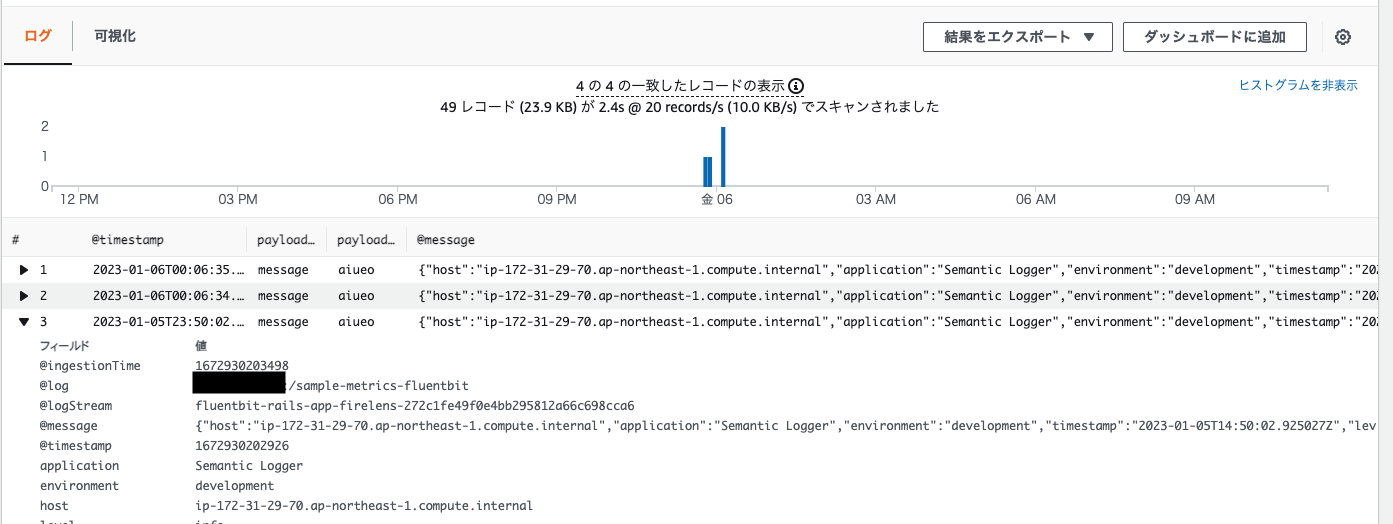 ログ 可視化 結果をエクスポート ▼ ダッシュボードに追加
4 の 4 の一致したレコードの表示
ヒストグラムを非表示
49 レコード (23.9 KB) が 2.4s @ 20 records/s (10.0 KB/s) でスキャンされました
2
1
0
12 PM 03 PM 06 PM 09 PM 金 06 03 AM 06 AM 09 AM
# @timestamp payload… payload… @message
1 2023-01-06T00:06:35.… message aiueo {"host":"ip-172-31-29-70.ap-northeast-1.compute.internal","application":"Semantic Logger","environment":"development","timestamp":"202
2 2023-01-06T00:06:34.… message aiueo {"host":"ip-172-31-29-70.ap-northeast-1.compute.internal","application":"Semantic Logger","environment":"development","timestamp":"202
3 2023-01-05T23:50:02.… message aiueo {"host":"ip-172-31-29-70.ap-northeast-1.compute.internal","application":"Semantic Logger","environment":"development","timestamp":"202
フィールド 値
@ingestionTime 1672930203498
@log :/sample-metrics-fluentbit
@logStream fluentbit-rails-app-firelens-272c1fe49f0e4bb295812a66c698cca6
@message {"host":"ip-172-31-29-70.ap-northeast-1.compute.internal","application":"Semantic Logger","environment":"development","timestamp":"2023-01-05T14:50:02.925027Z","lev
@timestamp 1672930202926
application Semantic Logger
environment development
host ip-172-31-29-70.ap-northeast-1.compute.internal
level info